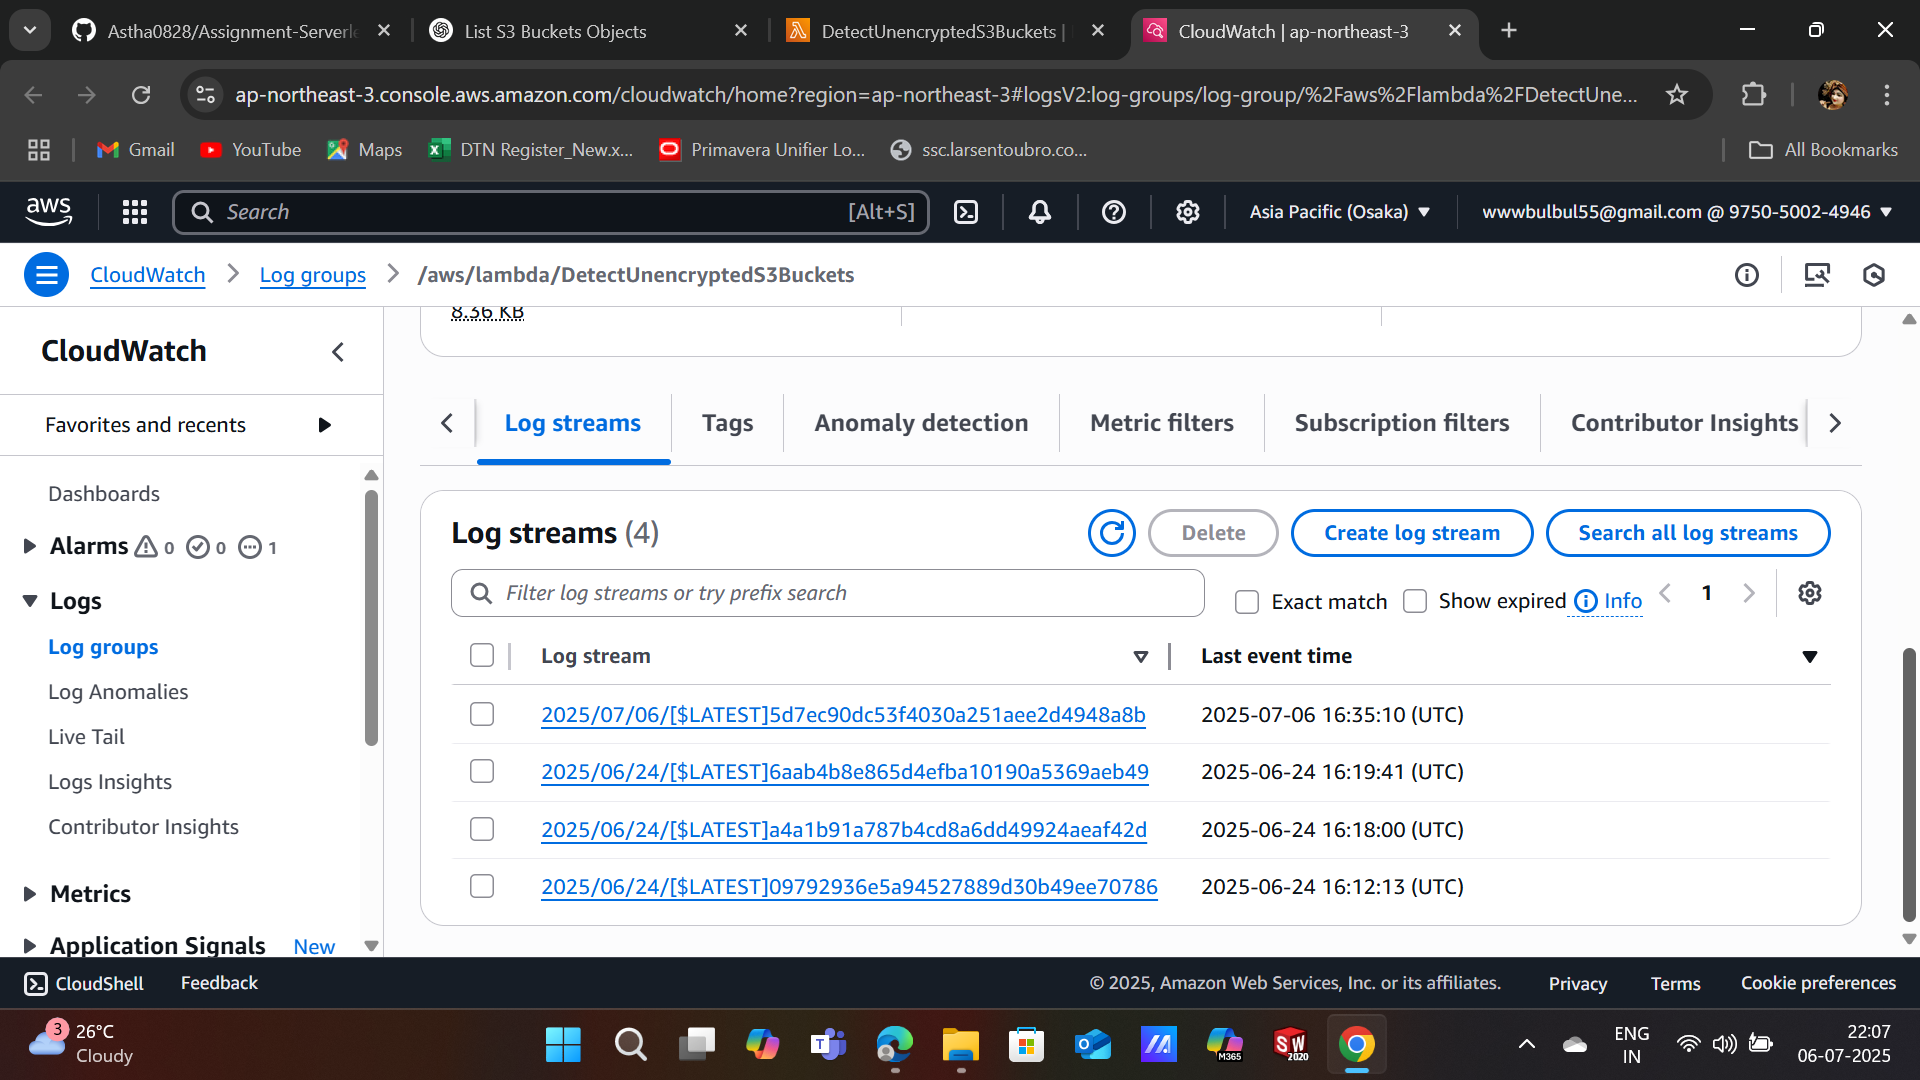 Astha0828/Assignment-Serverle
List S3 Buckets Objects
DetectUnencryptedS3Buckets |
CloudWatch | ap-northeast-3
ap-northeast-3.console.aws.amazon.com/cloudwatch/home?region=ap-northeast-3#logsV2:log-groups/log-group/%2Faws%2Flambda%2FDetectUne...
Gmail
YouTube
Maps
DTN Register_New.x...
Primavera Unifier Lo...
ssc.larsentoubro.co...
All Bookmarks
aws
Search
[Alt+S]
Asia Pacific (Osaka)
wwwbulbul55@gmail.com @ 9750-5002-4946
CloudWatch
Log groups
/aws/lambda/DetectUnencryptedS3Buckets
CloudWatch
Favorites and recents
Dashboards
Alarms 0 0 1
Logs
Log groups
Log Anomalies
Live Tail
Logs Insights
Contributor Insights
Metrics
Application Signals New
8.36 KB
Log streams
Tags
Anomaly detection
Metric filters
Subscription filters
Contributor Insights
Log streams (4)
Delete
Create log stream
Search all log streams
Filter log streams or try prefix search
Exact match
Show expired
Info
1
Log stream
Last event time
2025/07/06/[$LATEST]5d7ec90dc53f4030a251aee2d4948a8b
2025-07-06 16:35:10 (UTC)
2025/06/24/[$LATEST]6aab4b8e865d4efba10190a5369aeb49
2025-06-24 16:19:41 (UTC)
2025/06/24/[$LATEST]a4a1b91a787b4cd8a6dd49924aeaf42d
2025-06-24 16:18:00 (UTC)
2025/06/24/[$LATEST]09792936e5a94527889d30b49ee70786
2025-06-24 16:12:13 (UTC)
CloudShell
Feedback
© 2025, Amazon Web Services, Inc. or its affiliates.
Privacy
Terms
Cookie preferences
3
26°C
Cloudy
M365
SW
2020
ENG
IN
22:07
06-07-2025